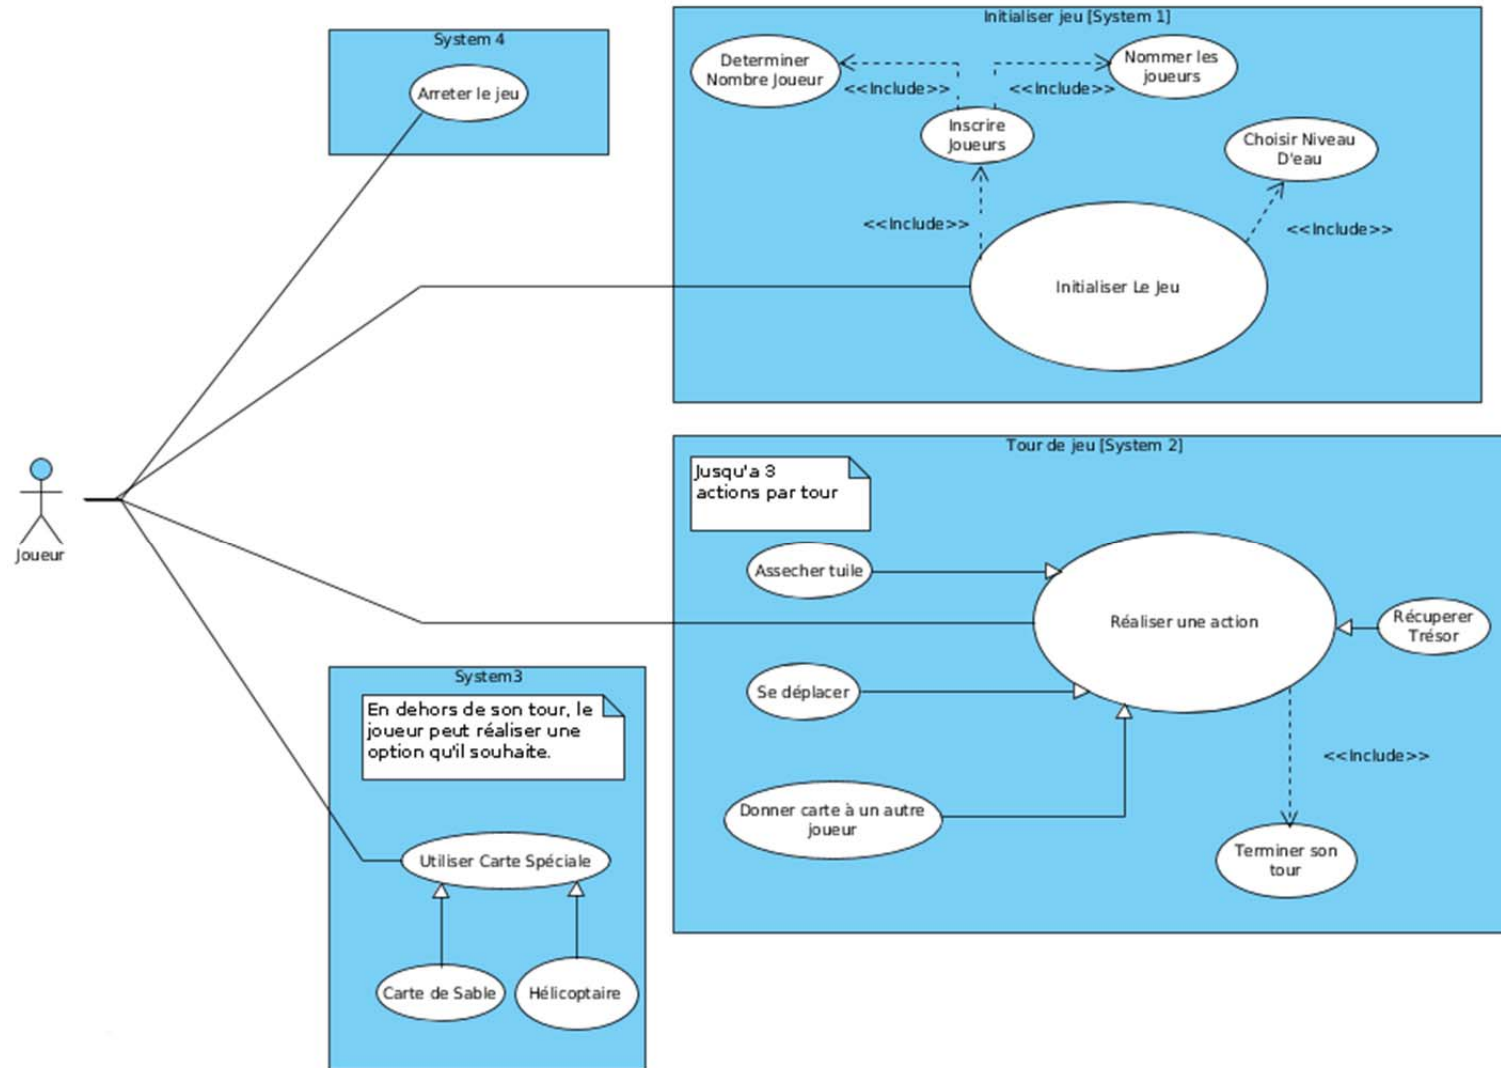 System 4
Arreter le jeu
Initialiser jeu [System 1]
Determiner
Nombre Joueur
<<Include>>
<<Include>>
Nommer les
joueurs
Inscrire
Joueurs
Choisir Niveau
D'eau
<<Include>>
<<Include>>
Initialiser Le Jeu
Joueur
Tour de jeu [System 2]
Jusqu'a 3
actions par tour
Assecher tuile
Réaliser une action
Récuperer
Trésor
Se déplacer
<<Include>>
Donner carte à un autre
joueur
Terminer son
tour
System3
En dehors de son tour, le
joueur peut réaliser une
option qu'il souhaite.
Utiliser Carte Spéciale
Carte de Sable
Hélicoptaire